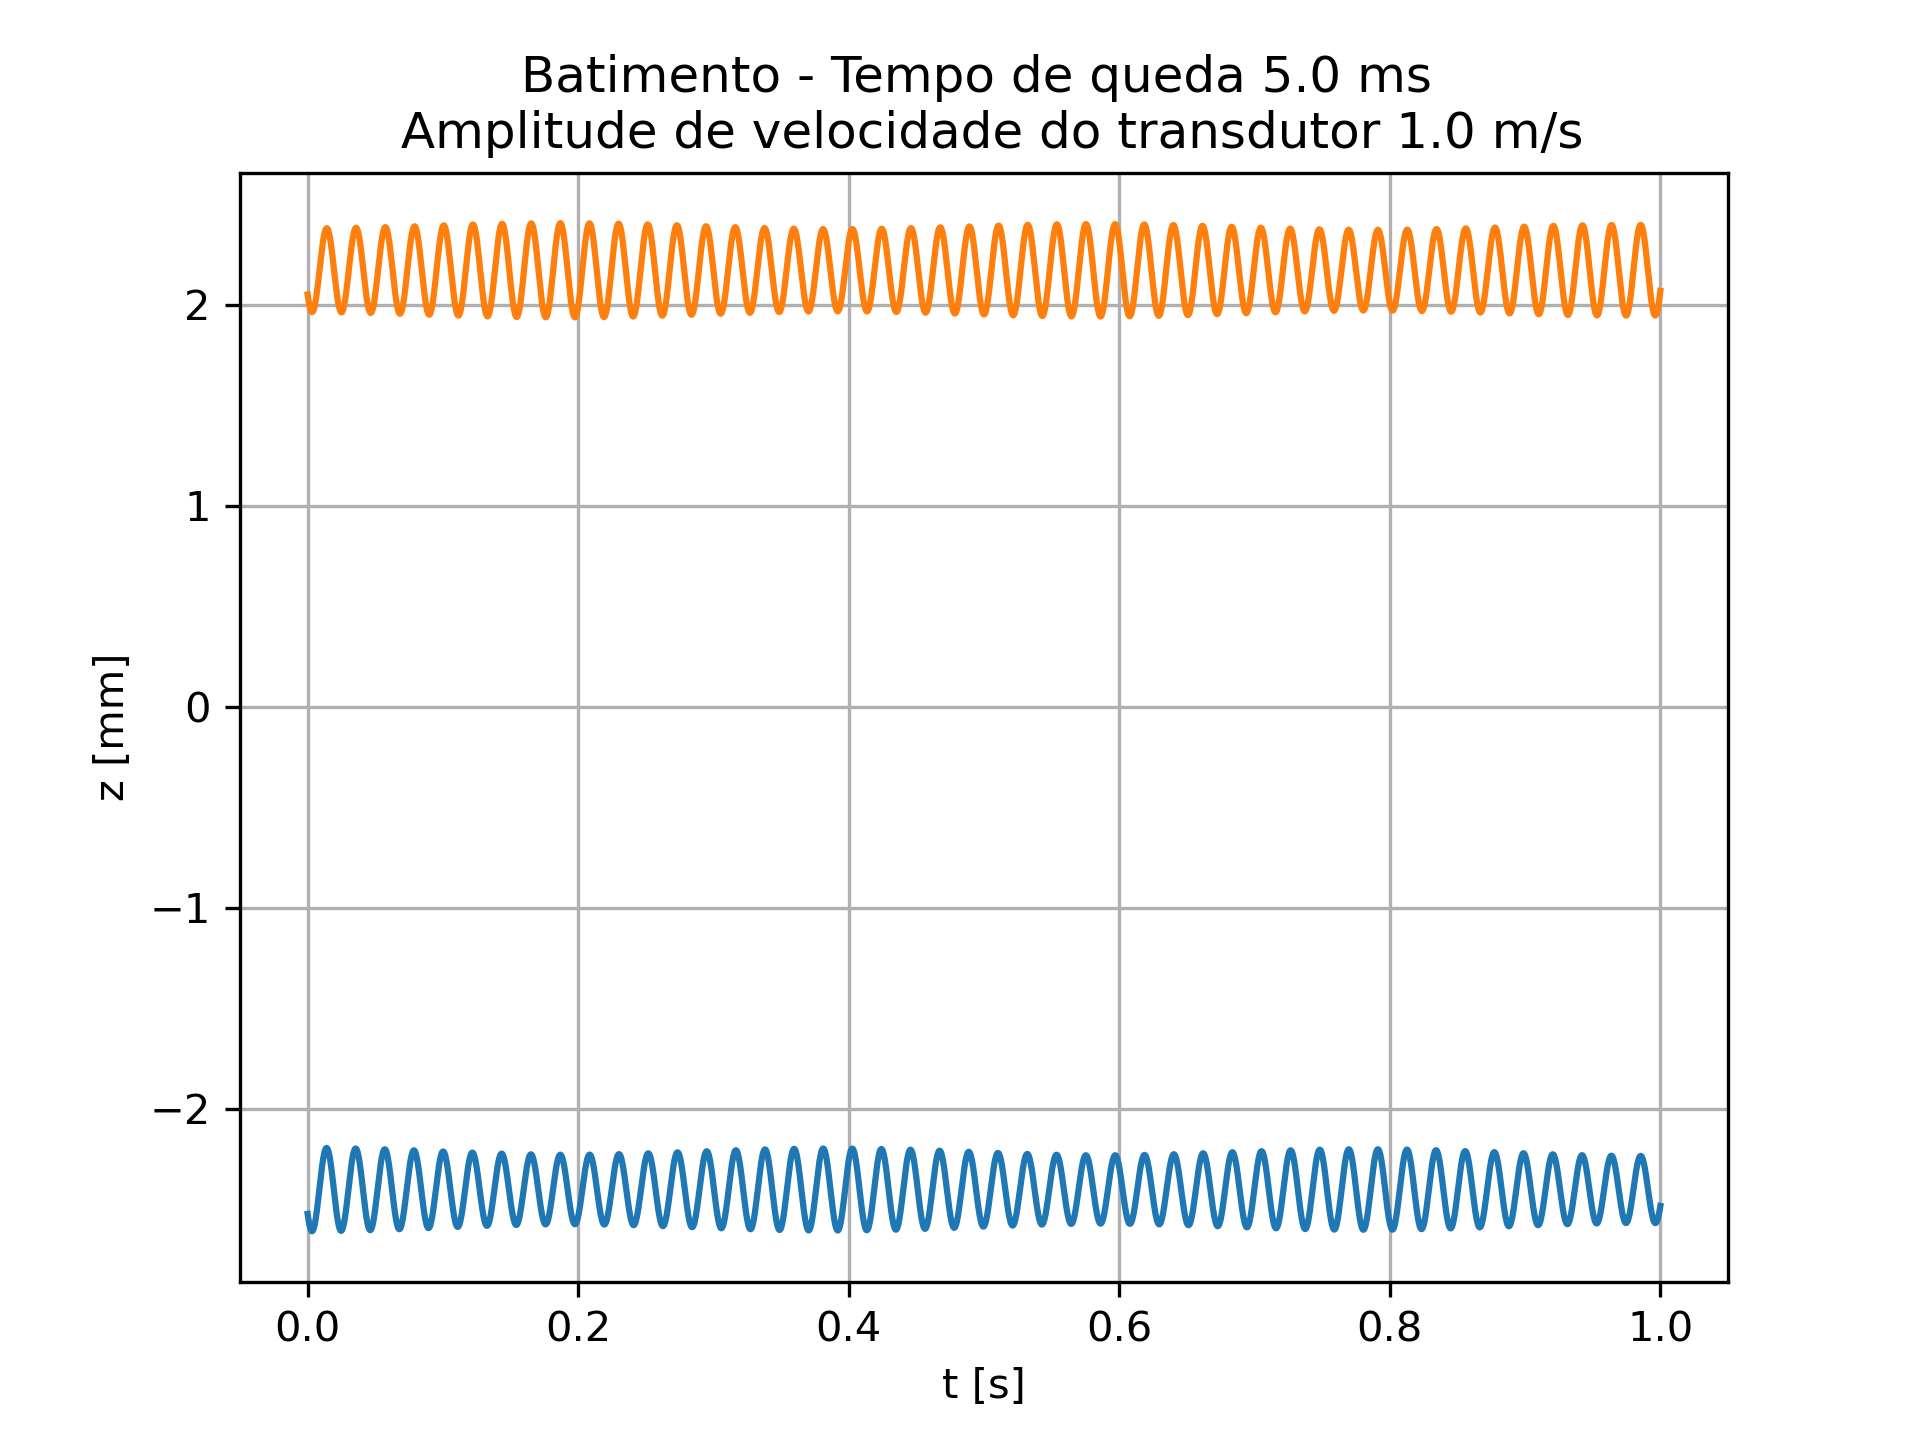 Batimento - Tempo de queda 5.0 ms
Amplitude de velocidade do transdutor 1.0 m/s
2
1
0
−1
−2
z [mm]
0.0 0.2 0.4 0.6 0.8 1.0
t [s]